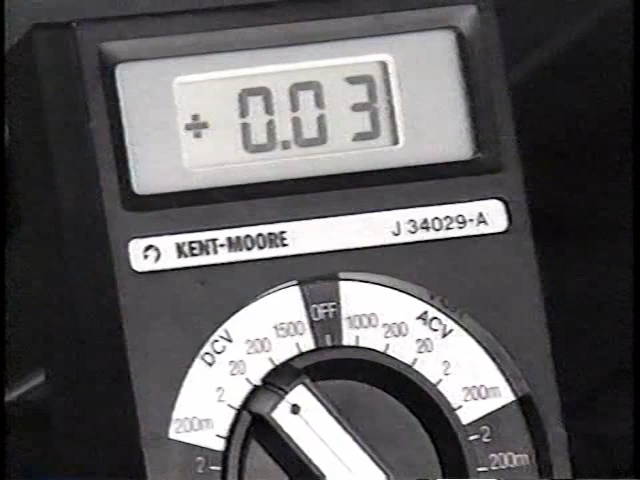 + 0.03
KENT-MOORE J 34029-A
OFF
DCV 1500 1000 ACV
200 200
20 20
2 2
200m 200m
2 2
200m